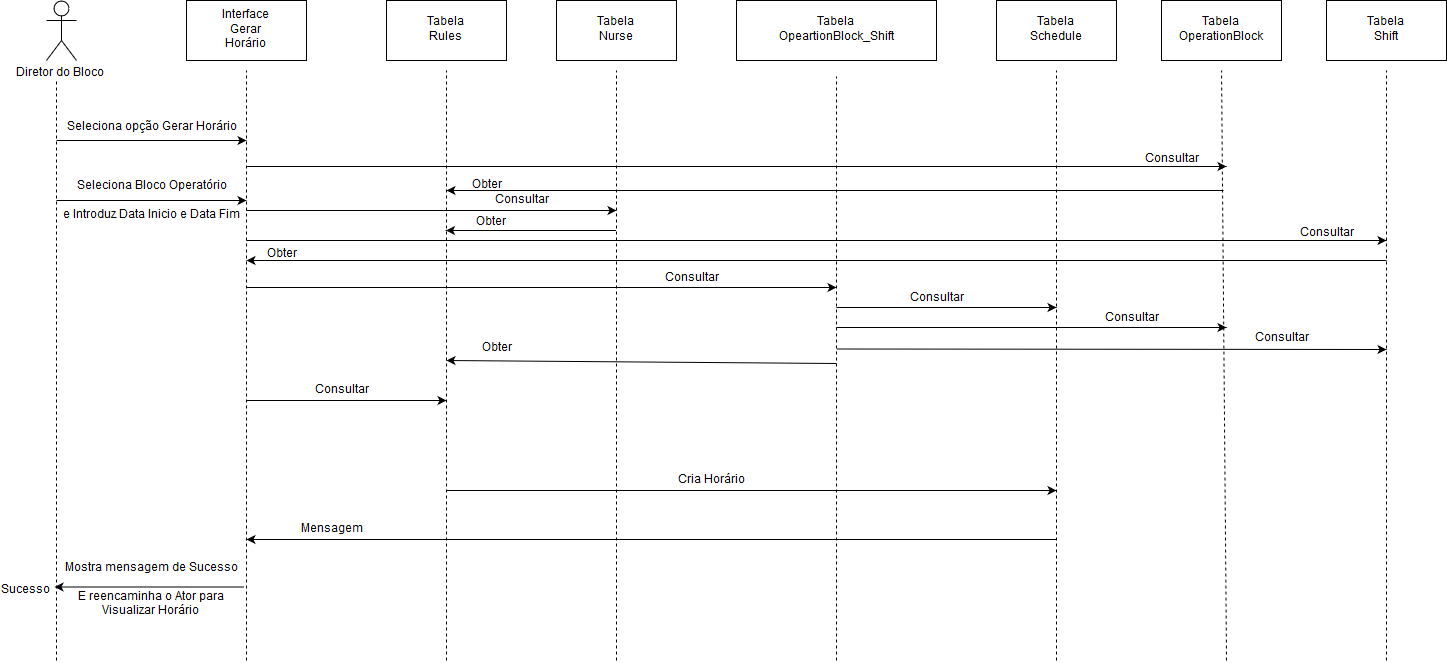 Diretor do Bloco
Interface
Gerar
Horário
Tabela
Rules
Tabela
Nurse
Tabela
OpeartionBlock_Shift
Tabela
Schedule
Tabela
OperationBlock
Tabela
Shift
Seleciona opção Gerar Horário
Consultar
Seleciona Bloco Operatório
e Introduz Data Inicio e Data Fim
Obter
Consultar
Obter
Consultar
Obter
Consultar
Consultar
Consultar
Consultar
Obter
Consultar
Cria Horário
Mensagem
Mostra mensagem de Sucesso
Sucesso
E reencaminha o Ator para
Visualizar Horário